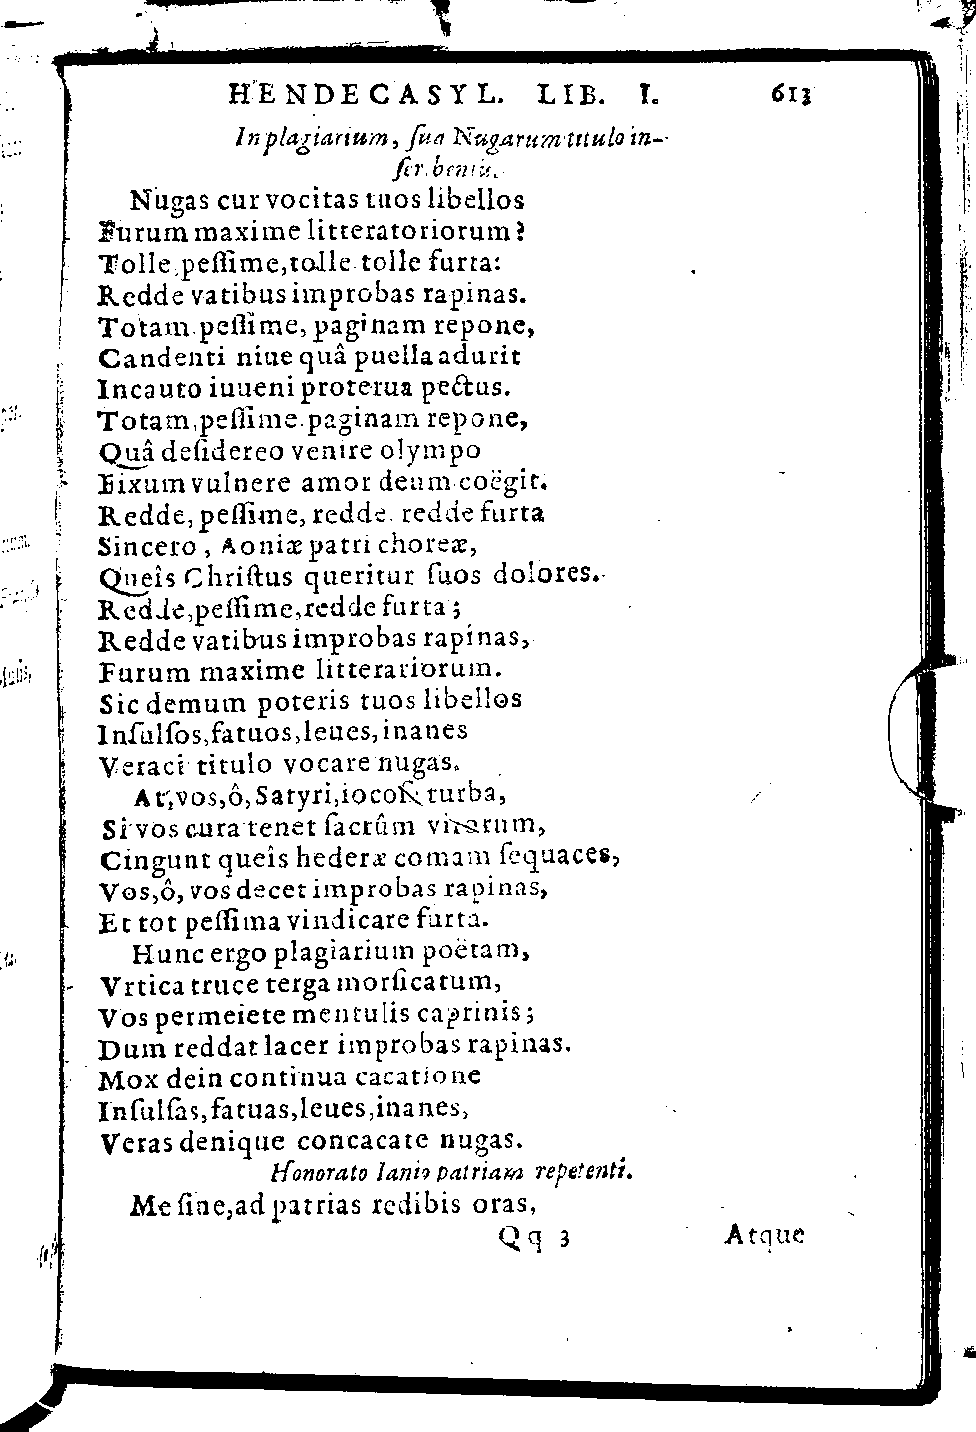 HENDECASYL. LIB. I. 613
In plagiarium, ſua Nugarum titulo in-
Nugas cur vocitas tuos libellos
Furum maxime litteratoriorum?
Tolle, peſſime, tolle tolle furta:
Redde vatibus improbas rapinas.
Totam peſſime, paginam repone,
Candenti niue quâ puella adurit
Incauto iuueni proterua pectus.
Totam, peſſime paginam repone,
Quâ deſidereo venire olympo
Fixum vulnere amor deum coëgit.
Redde, peſſime, redde redde furta
Sincero, Aoniæ patri choreæ,
Queîs Chriſtus queritur ſuos dolores.
Redde, peſſime, redde furta;
Redde vatibus improbas rapinas,
Furum maxime litterariorum.
Sic demum poteris tuos libellos
Inſulſos, fatuos, leues, inanes
Veraci titulo vocare nugas.
At, vos, ô, Satyri, iocoſi turba,
Si vos cura tenet ſacrûm virorum,
Cingunt queîs hederæ comam ſequaces,
Vos, ô, vos decet improbas rapinas,
Et tot peſſima vindicare furta.
Hunc ergo plagiarium poëtam,
Vrtica truce terga morſicatum,
Vos permeiete mentulis caprinis;
Dum reddat lacer improbas rapinas.
Mox dein continua cacatione
Inſulſas, fatuas, leues, inanes,
Veras denique concacate nugas.
Honorato Ianio patriam repetenti.
Me ſine, ad patrias redibis oras,
Qq 3 Atque